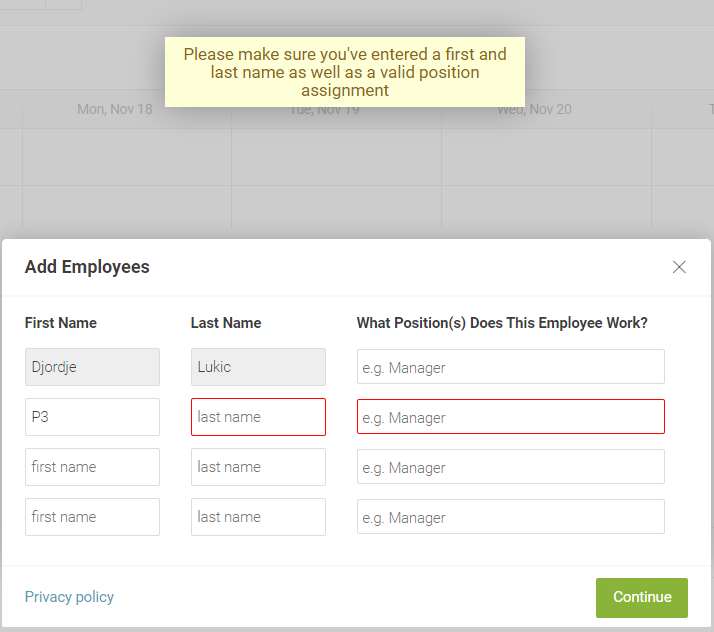 Please make sure you've entered a first and
last name as well as a valid position
assignment
Mon, Nov 18
Tue, Nov 19
Wed, Nov 20
T
Add Employees
First Name
Last Name
What Position(s) Does This Employee Work?
Djordje
Lukic
e.g. Manager
P3
last name
e.g. Manager
first name
last name
e.g. Manager
first name
last name
e.g. Manager
Privacy policy
Continue